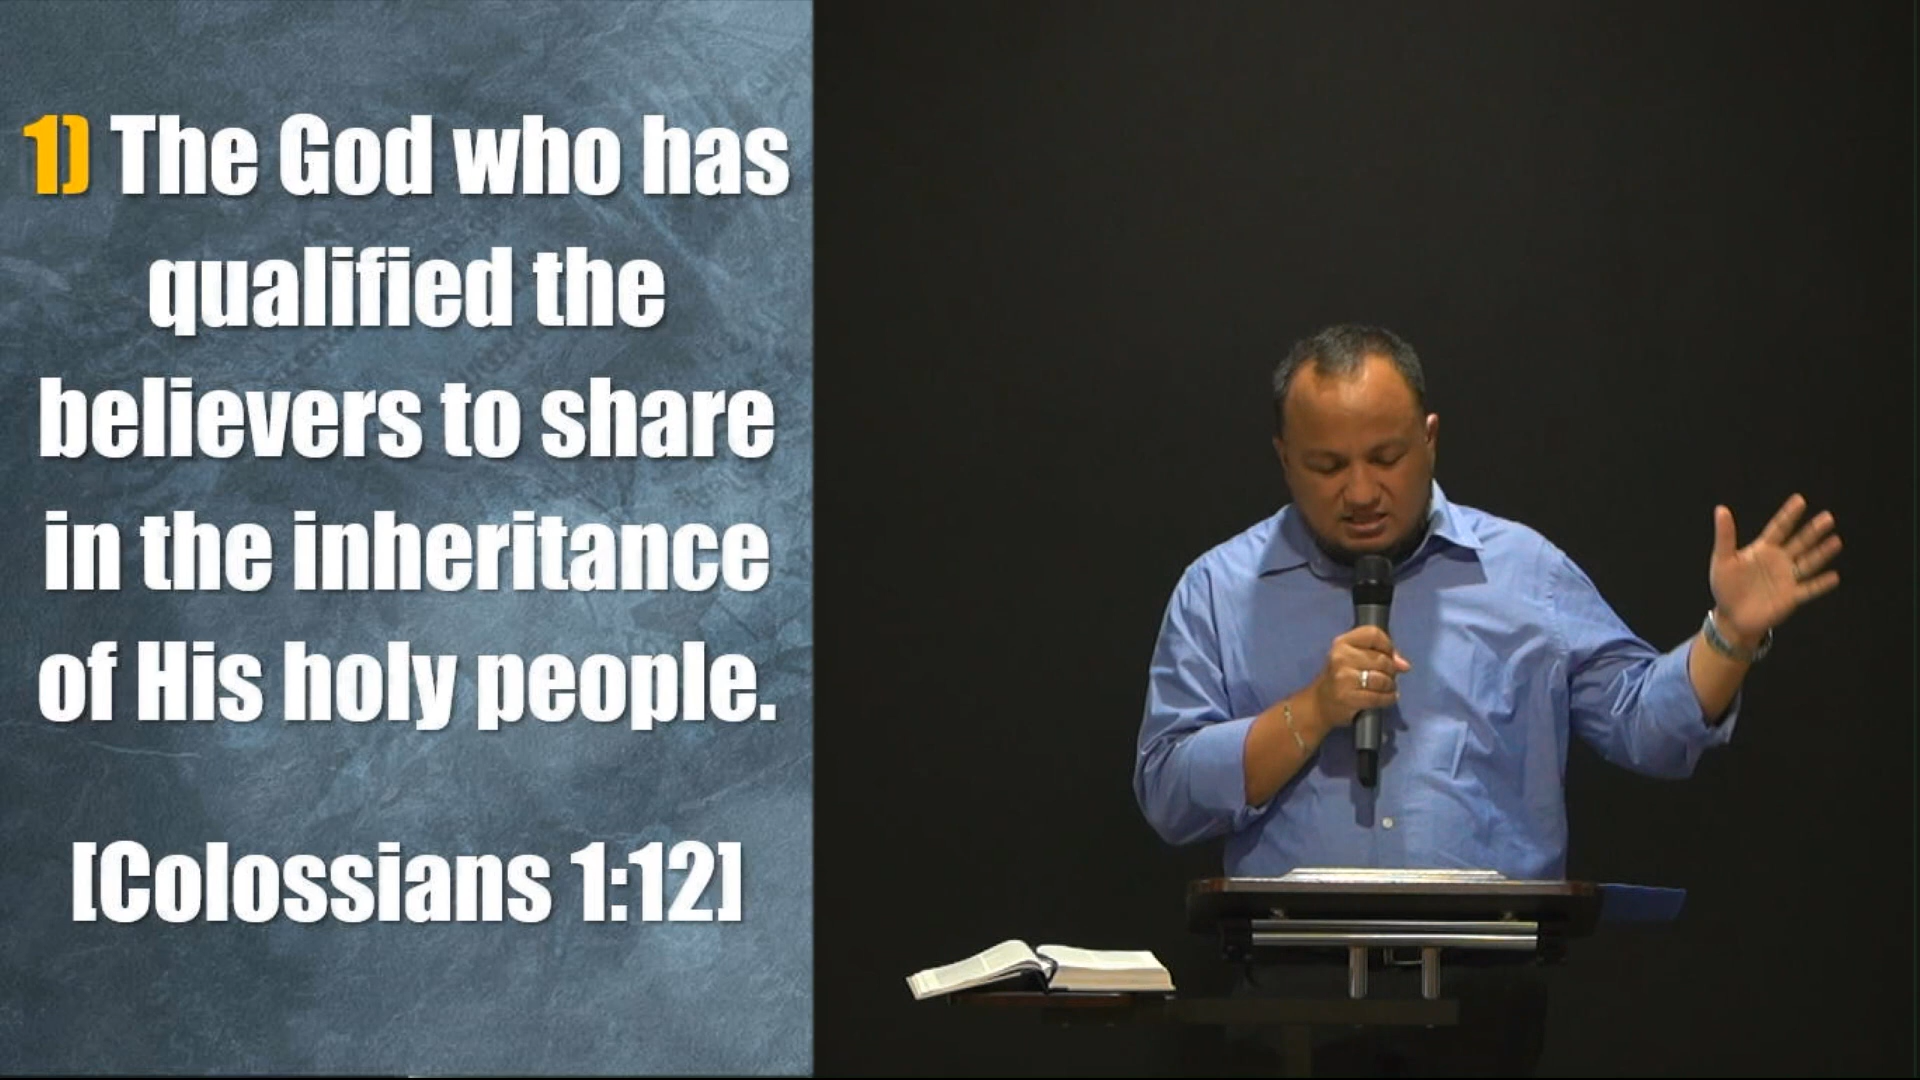 1) The God who has
qualified the
believers to share
in the inheritance
of His holy people.
[Colossians 1:12]